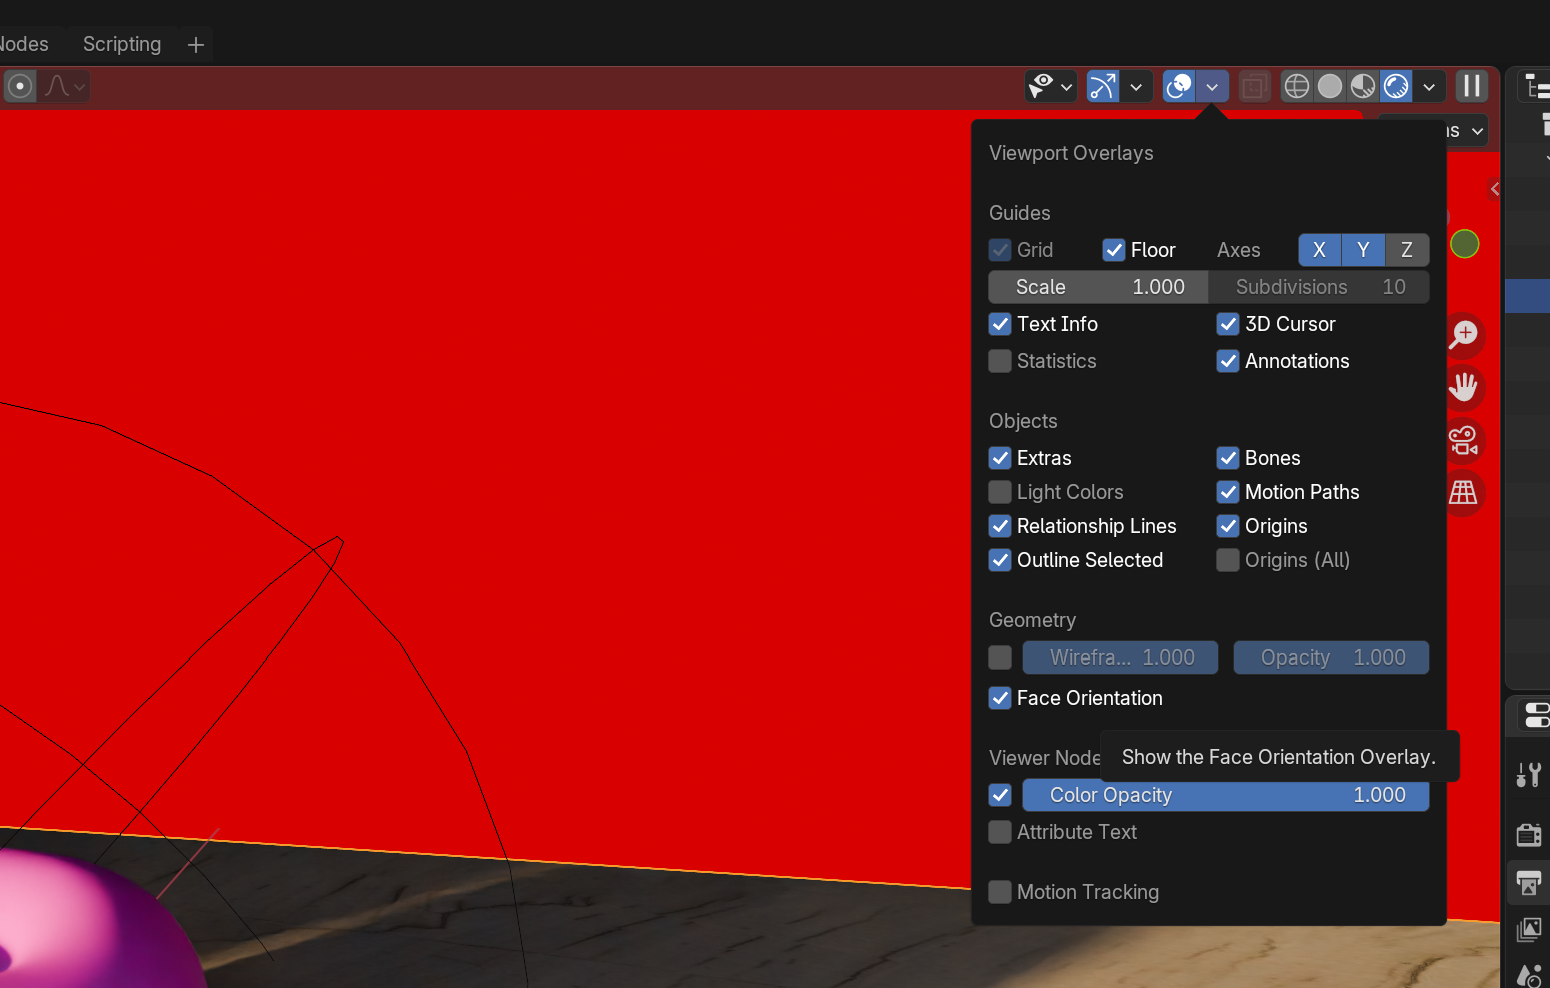 Nodes Scripting
ns
Viewport Overlays
Guides
Grid Floor Axes X Y Z
Scale 1.000 Subdivisions 10
Text Info 3D Cursor
Statistics Annotations
Objects
Extras Bones
Light Colors Motion Paths
Relationship Lines Origins
Outline Selected Origins (All)
Geometry
Wirefra... 1.000 Opacity 1.000
Face Orientation
Viewer Node
Show the Face Orientation Overlay.
Color Opacity 1.000
Attribute Text
Motion Tracking